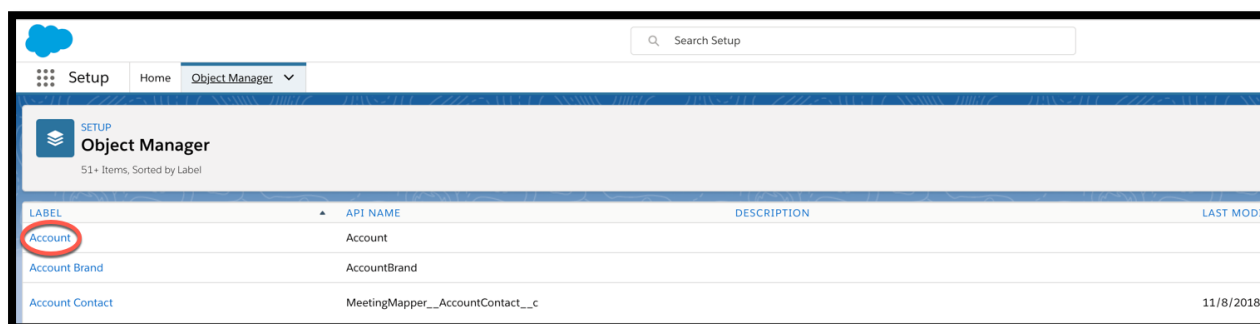 Search Setup
Setup Home Object Manager
SETUP
Object Manager
51+ Items, Sorted by Label
LABEL API NAME DESCRIPTION LAST MOD
Account Account
Account Brand AccountBrand
Account Contact MeetingMapper__AccountContact__c 11/8/2018